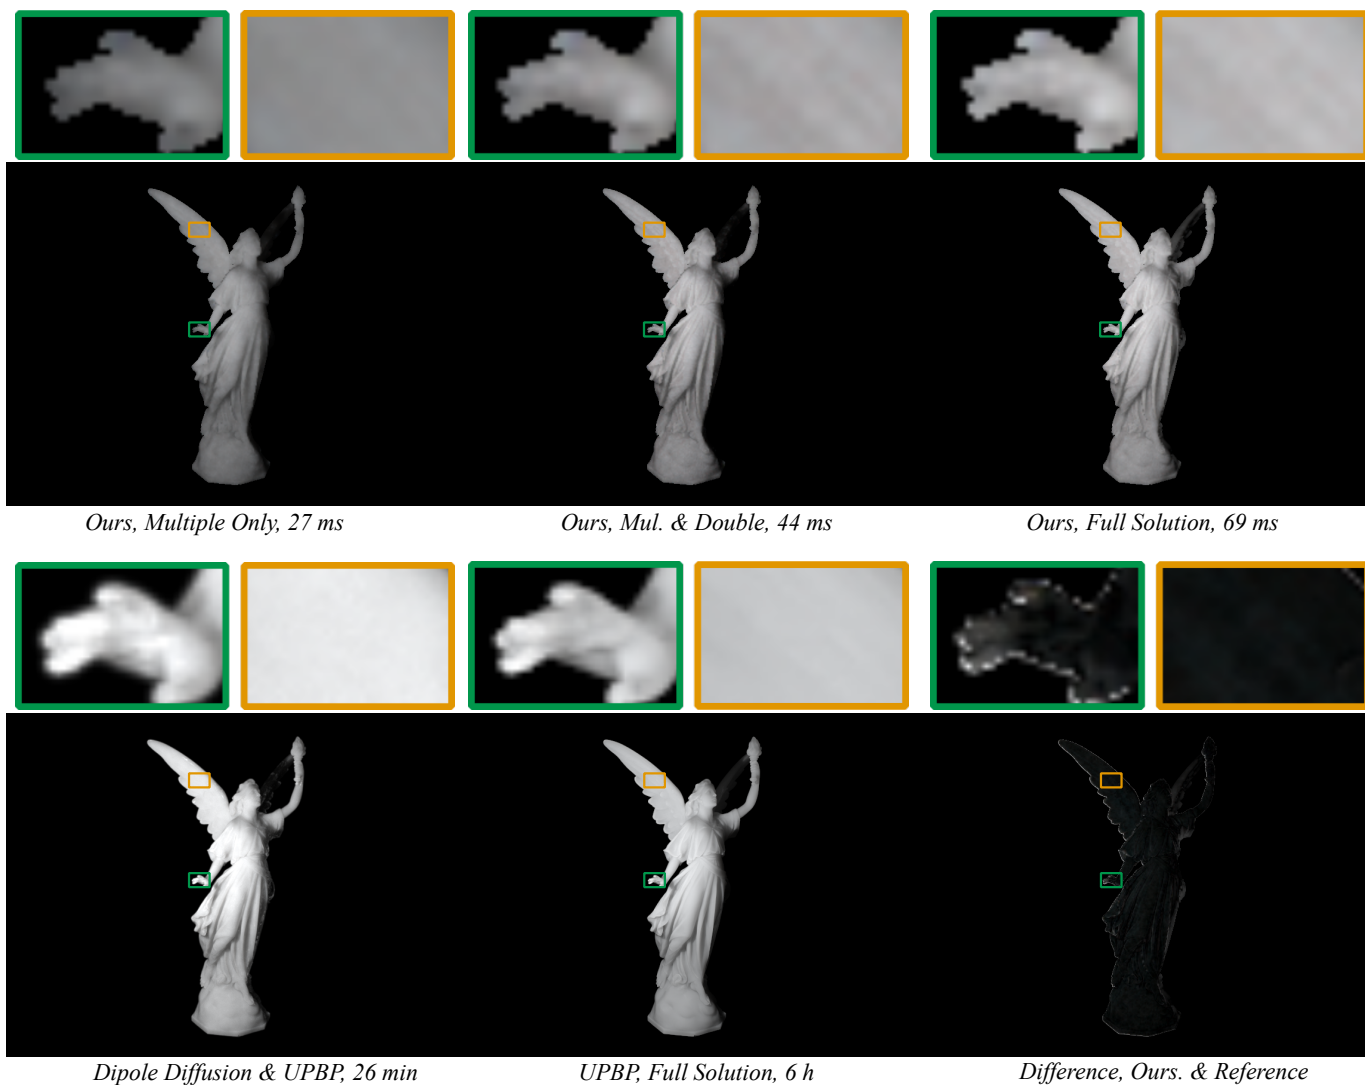 Ours, Multiple Only, 27 ms
Ours, Mul. & Double, 44 ms
Ours, Full Solution, 69 ms
Dipole Diffusion & UPBP, 26 min
UPBP, Full Solution, 6 h
Difference, Ours. & Reference